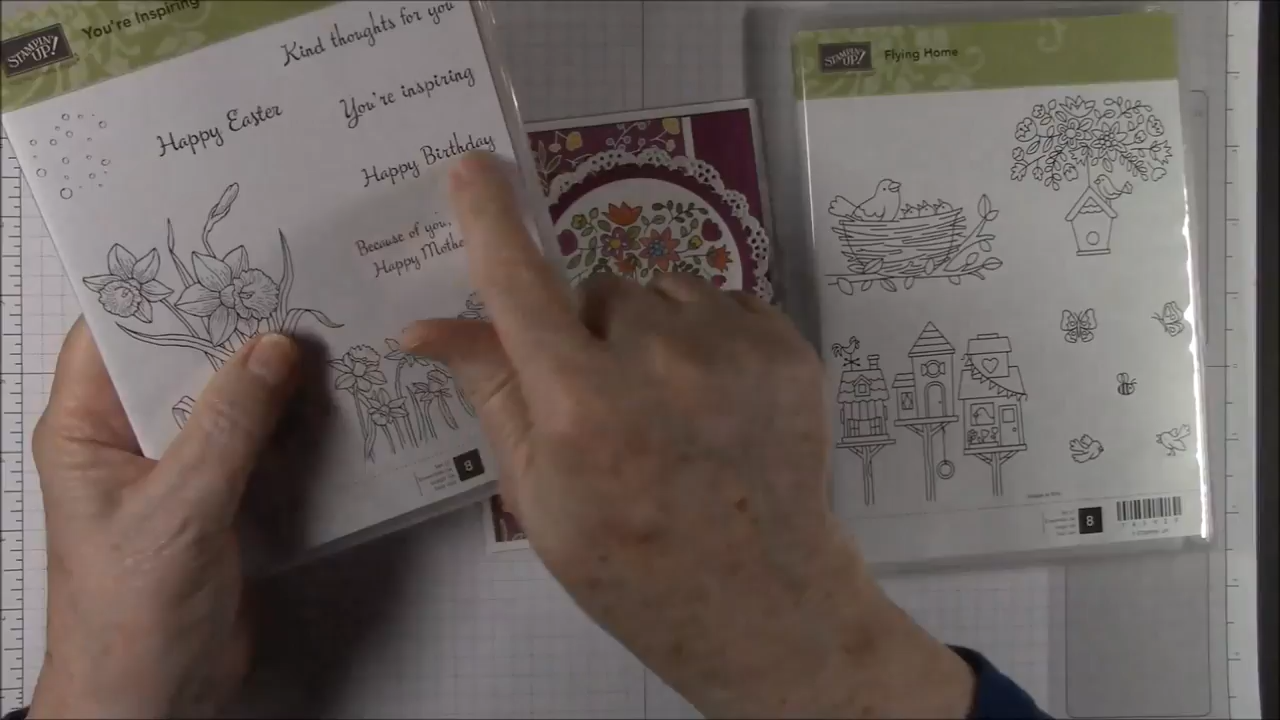 STAMPIN' UP!
You're Inspiring
Kind thoughts for you
Happy Easter
You're inspiring
Happy Birthday
Because of you,
Happy
8
STAMPIN' UP!
Flying Home
8